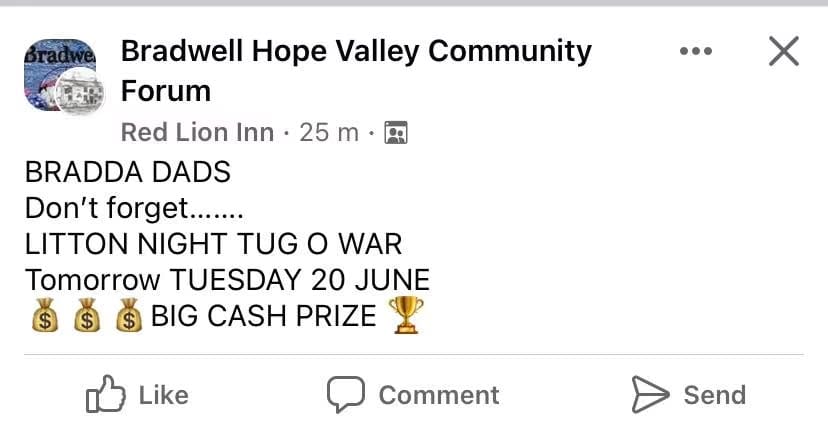 Bradwe
Bradwell Hope Valley Community
Forum
Red Lion Inn · 25 m ·
BRADDA DADS
Don't forget.......
LITTON NIGHT TUG O WAR
Tomorrow TUESDAY 20 JUNE
💰 💰 💰 BIG CASH PRIZE 🏆
Like
Comment
Send